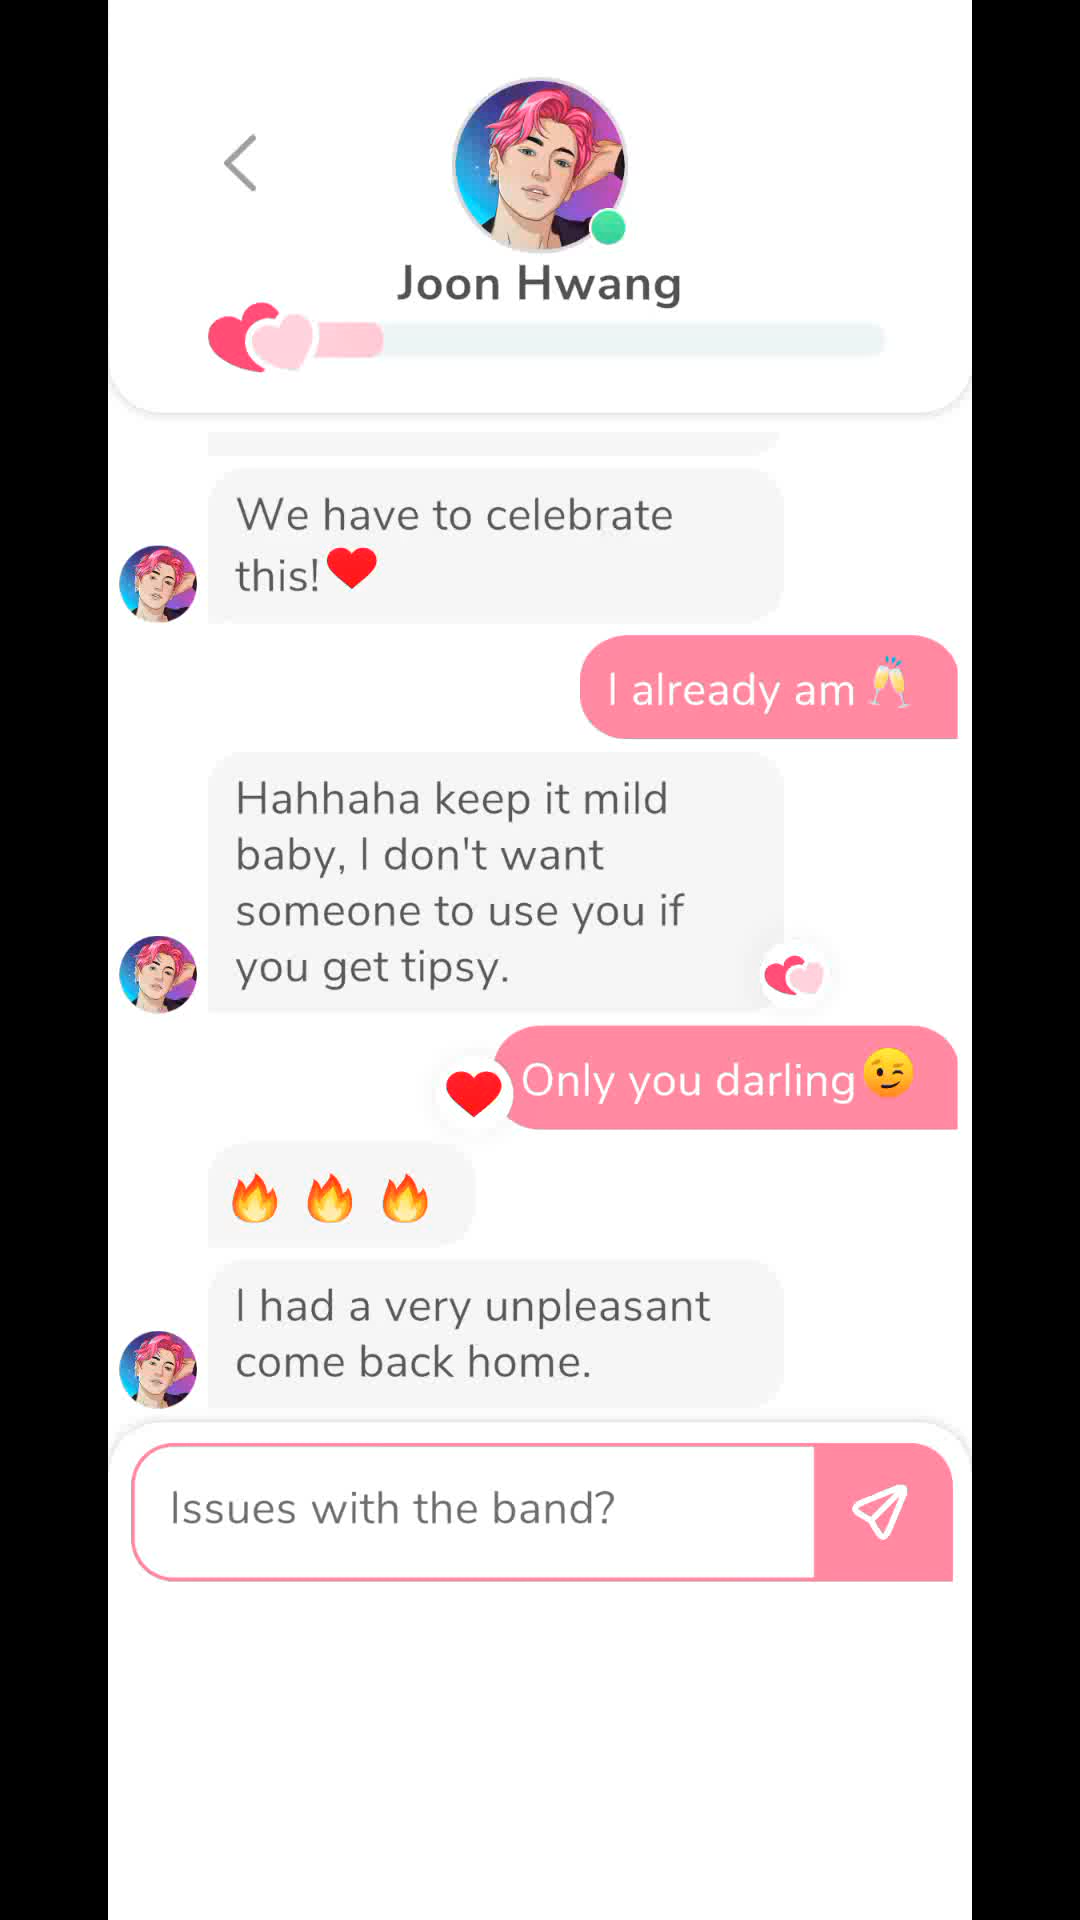 Joon Hwang
We have to celebrate
this!❤️
I already am 🥂
Hahhaha keep it mild
baby, I don't want
someone to use you if
you get tipsy.
Only you darling😉
🔥 🔥 🔥
I had a very unpleasant
come back home.
Issues with the band?